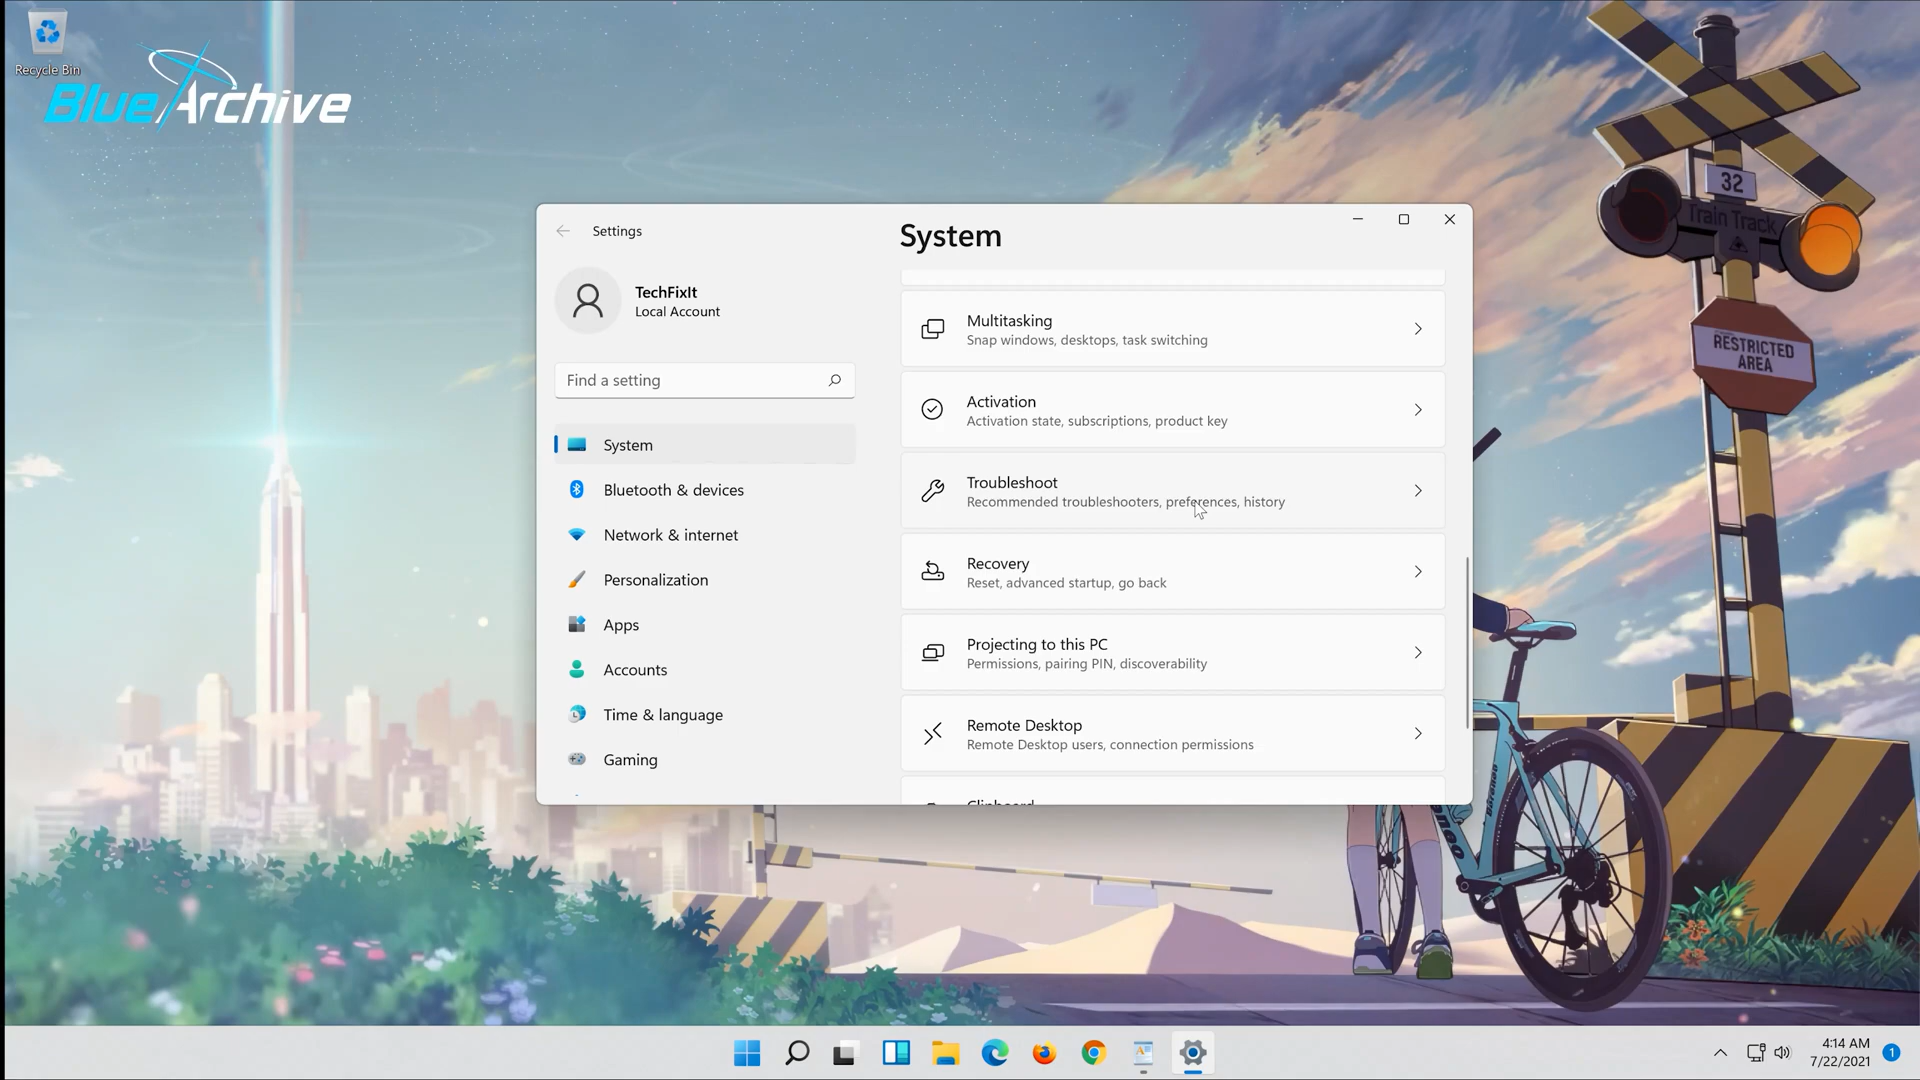 Recycle Bin
Blue Archive
32
Train Track
RESTRICTED
AREA
Settings
System
TechFixIt
Local Account
Find a setting
System
Bluetooth & devices
Network & internet
Personalization
Apps
Accounts
Time & language
Gaming
Multitasking
Snap windows, desktops, task switching
Activation
Activation state, subscriptions, product key
Troubleshoot
Recommended troubleshooters, preferences, history
Recovery
Reset, advanced startup, go back
Projecting to this PC
Permissions, pairing PIN, discoverability
Remote Desktop
Remote Desktop users, connection permissions
Clipboard
4:14 AM
7/22/2021
1